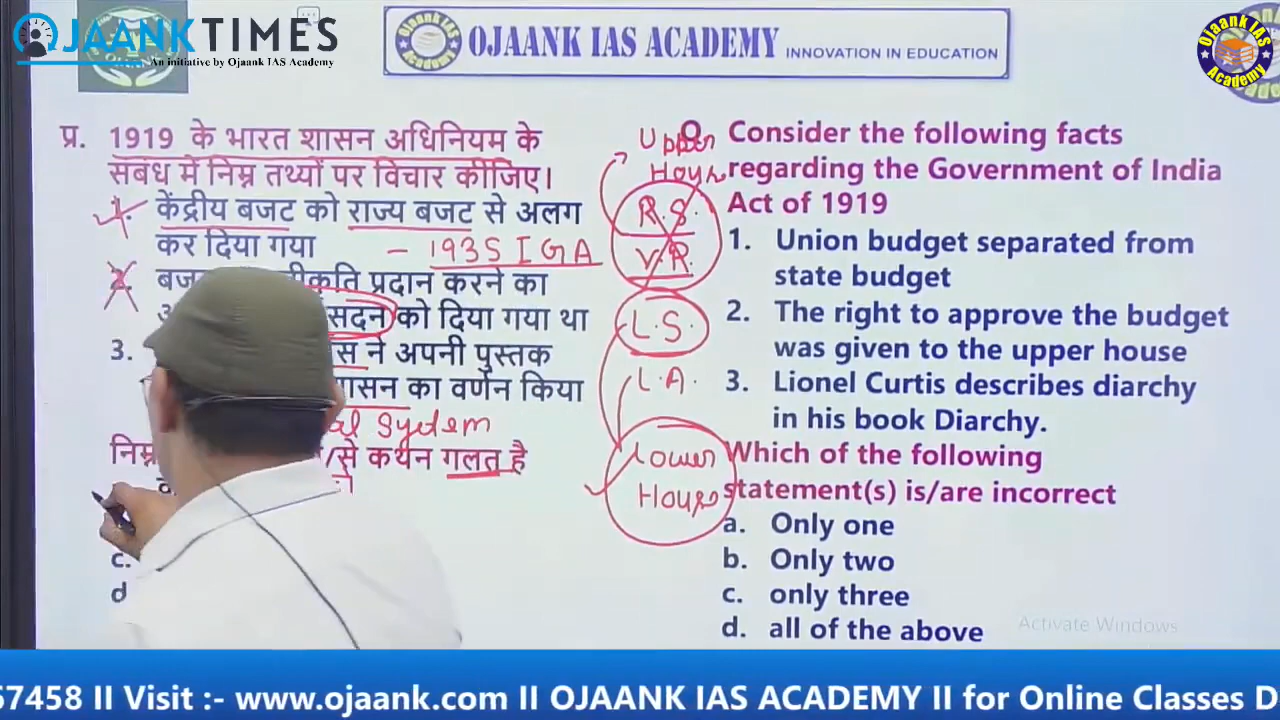 OJAANKTIMES
An initiative by Ojaank IAS Academy
OJAANK IAS ACADEMY INNOVATION IN EDUCATION
Ojaank IAS Academy
प्र. 1919 के भारत शासन अधिनियम के
संबंध में निम्न तथ्यों पर विचार कीजिए।
1. केंद्रीय बजट को राज्य बजट से अलग
कर दिया गया - 1935 I G A
2. प्रदान करने का
सदन को दिया गया था
3. ने अपनी पुस्तक
का वर्णन किया
System
कथन गलत है
c.
d
Upper
House
R.S.
V R.
L.S.
L.A.
Lower
House
Q Consider the following facts
regarding the Government of India
Act of 1919
1. Union budget separated from
state budget
2. The right to approve the budget
was given to the upper house
3. Lionel Curtis describes diarchy
in his book Diarchy.
Which of the following
statement(s) is/are incorrect
a. Only one
b. Only two
c. only three
d. all of the above
Activate Windows
57458 II Visit :- www.ojaank.com II OJAANK IAS ACADEMY II for Online Classes D